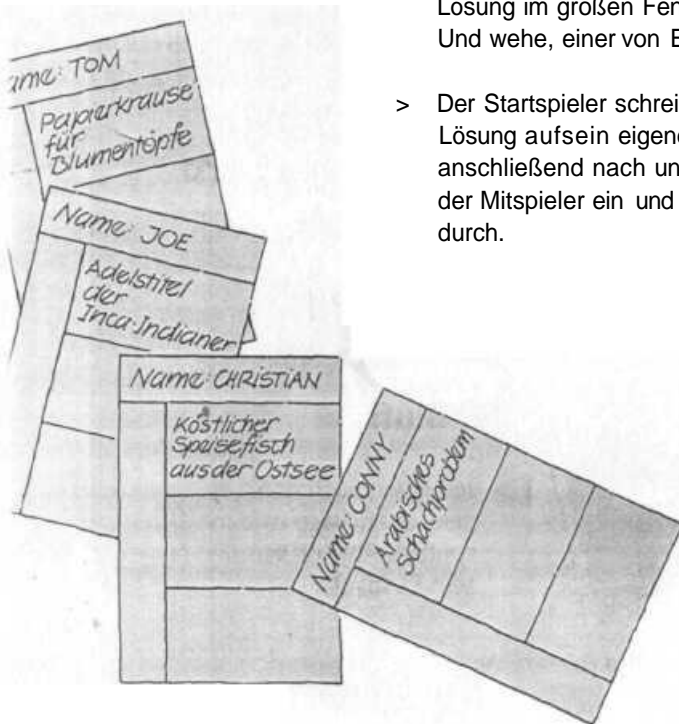 Lösung im großen Fen
Und wehe, einer von E
> Der Startspieler schrei
Lösung aufsein eigene
anschließend nach un
der Mitspieler ein und
durch.
ame: TOM
Papierkrause
für
Blumentöpfe
Name: JOE
Adelstitel
der
Inca-Indianer
Name: CHRISTIAN
Köstlicher
Speisefisch
aus der Ostsee
Name: CONNY
Arabisches
Schachproblem